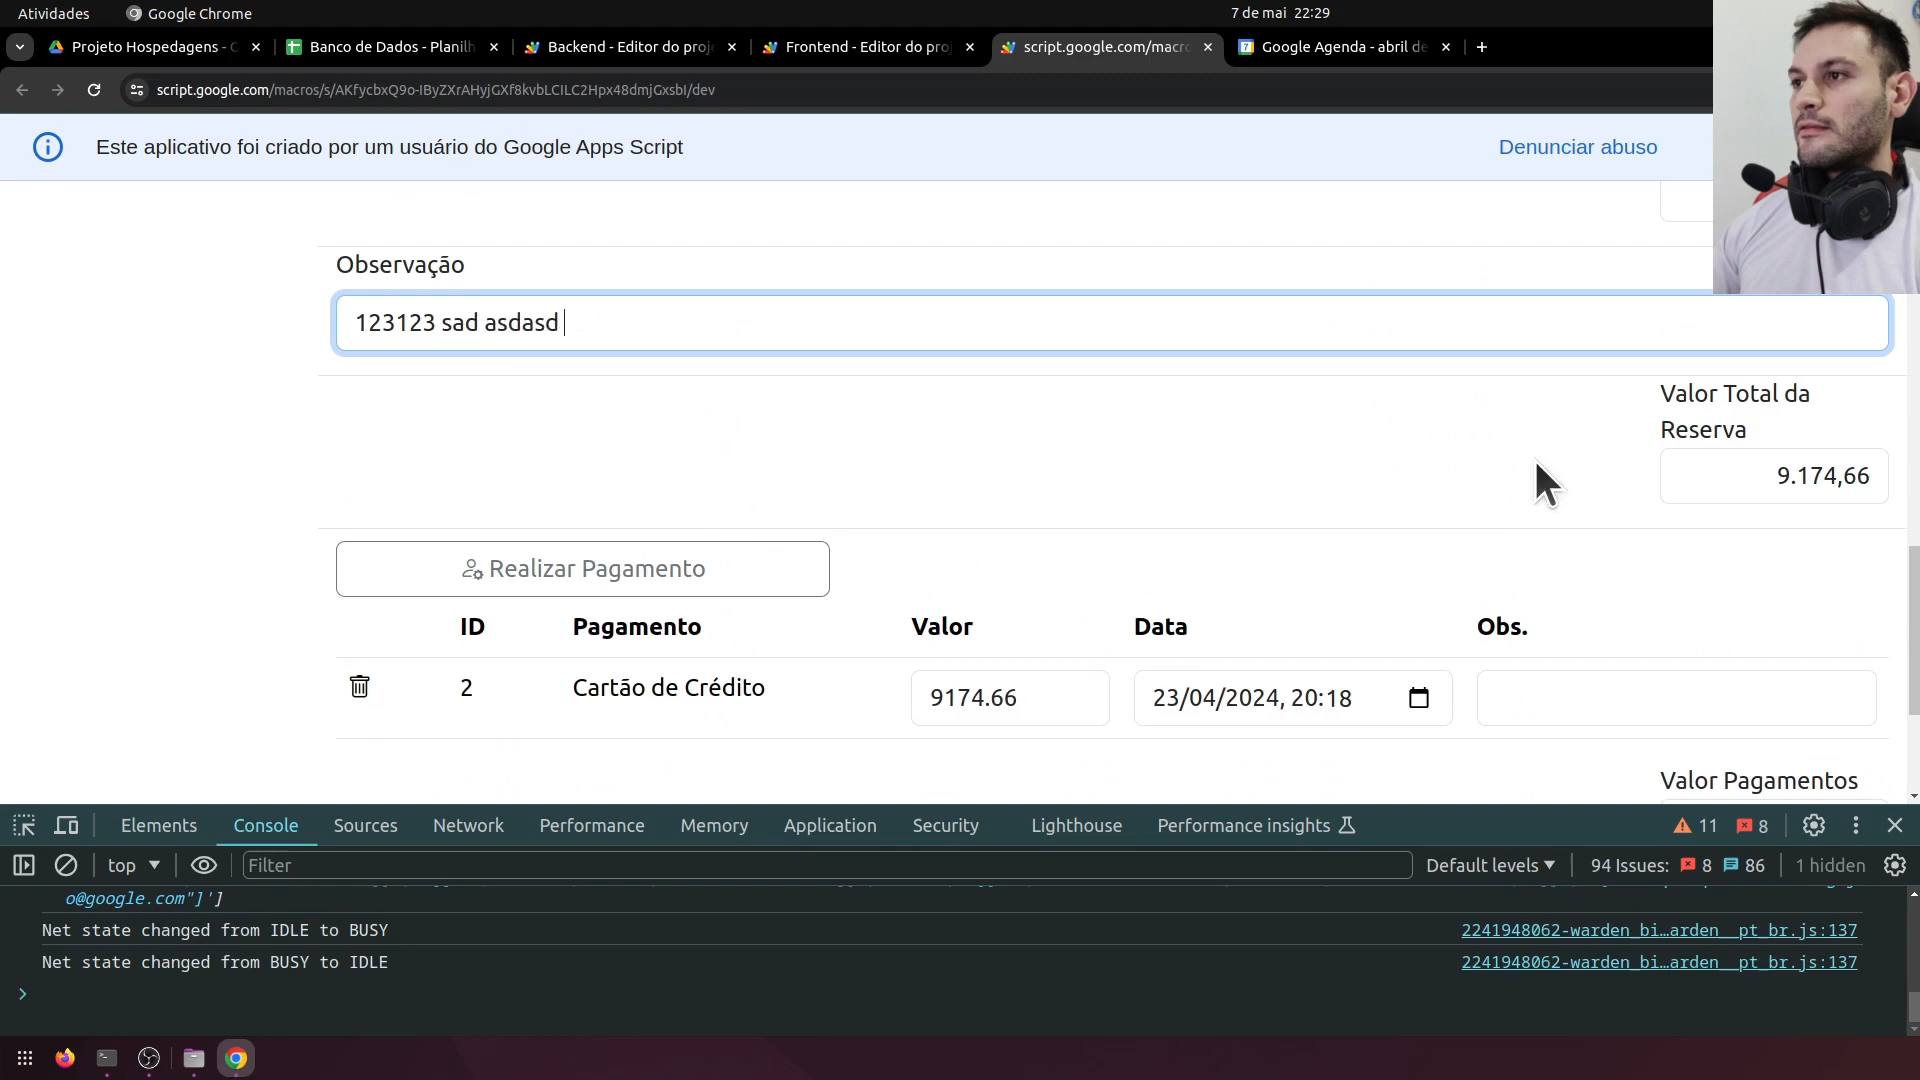 Atividades
Google Chrome
7 de mai 22:29
Projeto Hospedagens -
Banco de Dados - Planilh
Backend - Editor do proj
Frontend - Editor do proj
script.google.com/macro
Google Agenda - abril de
script.google.com/macros/s/AKfycbxQ9o-IByZXrAHyjGXf8kvbLCILC2Hpx48dmjGxsbI/dev
Este aplicativo foi criado por um usuário do Google Apps Script
Denunciar abuso
Observação
123123 sad asdasd
Valor Total da
Reserva
9.174,66
Realizar Pagamento
ID Pagamento Valor Data Obs.
2 Cartão de Crédito 9174.66 23/04/2024, 20:18
Valor Pagamentos
Elements Console Sources Network Performance Memory Application Security Lighthouse Performance insights 11 8
top Filter Default levels 94 Issues: 8 86 1 hidden
o@google.com"]']
Net state changed from IDLE to BUSY 2241948062-warden_bi…arden__pt_br.js:137
Net state changed from BUSY to IDLE 2241948062-warden_bi…arden__pt_br.js:137